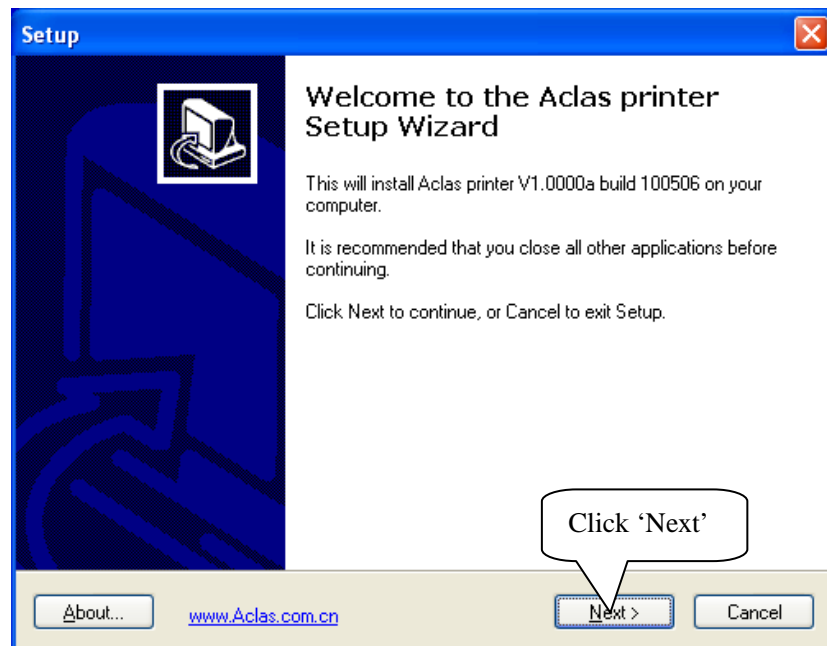 Setup
Welcome to the Aclas printer
Setup Wizard
This will install Aclas printer V1.0000a build 100506 on your
computer.
It is recommended that you close all other applications before
continuing.
Click Next to continue, or Cancel to exit Setup.
Click ‘Next’
About...
www.Aclas.com.cn
Next >
Cancel